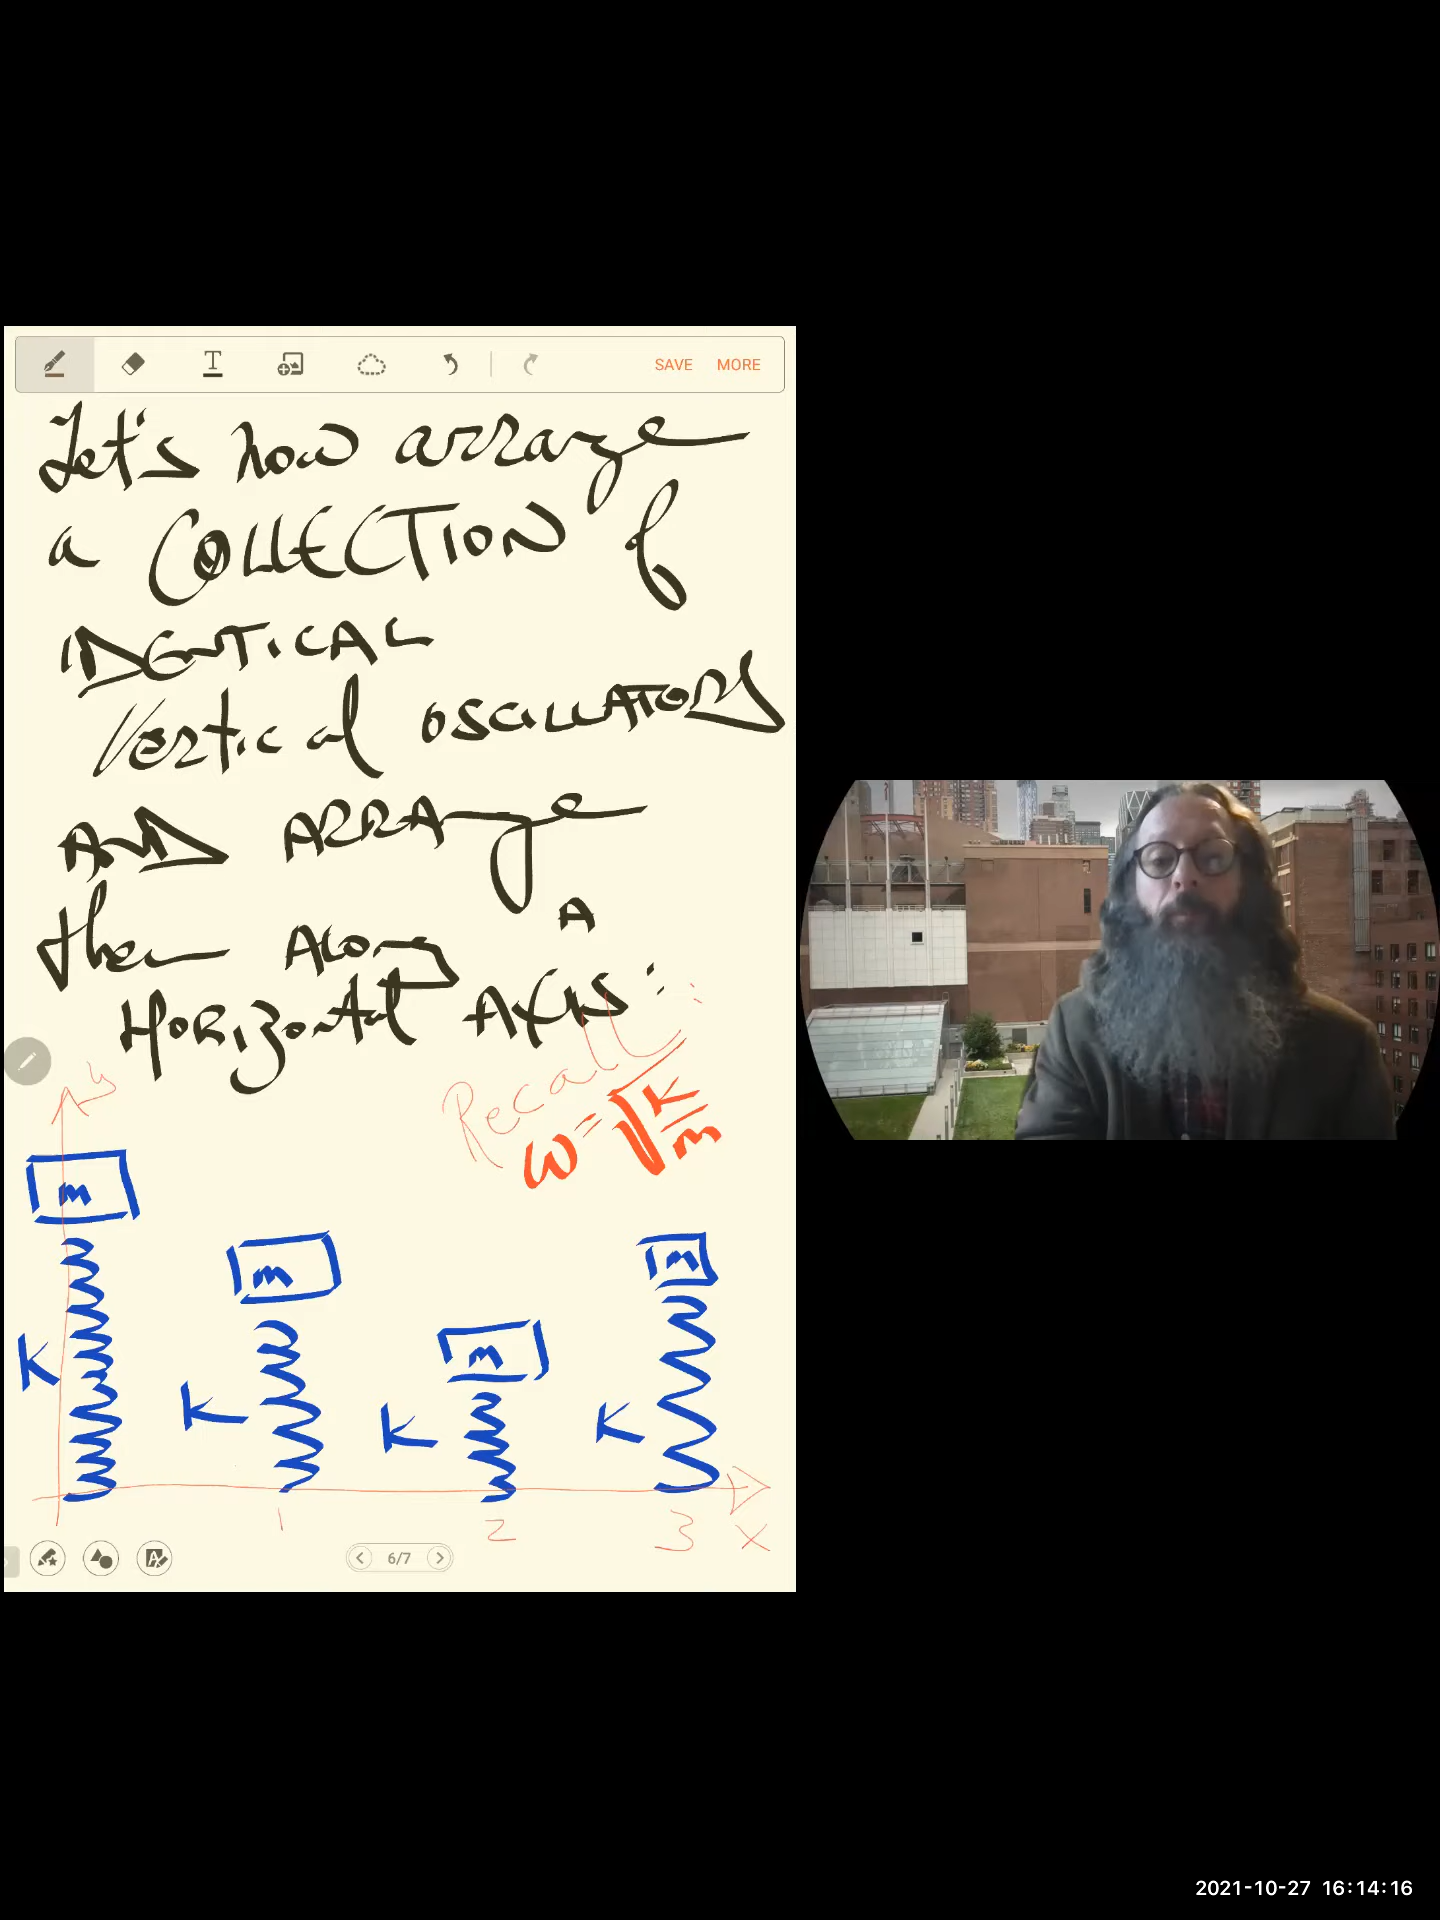 SAVE MORE
Let's now arrange
a COLLECTION of
IDENTICAL
Vertical OSCILLATORY
AND ARRAnge
them Along A
HORIZontal AXIS:
Recall:
ω = √K/m
y
m
m
m
m
K
K
K
K
1 2 3 x
6/7
2021-10-27 16:14:16